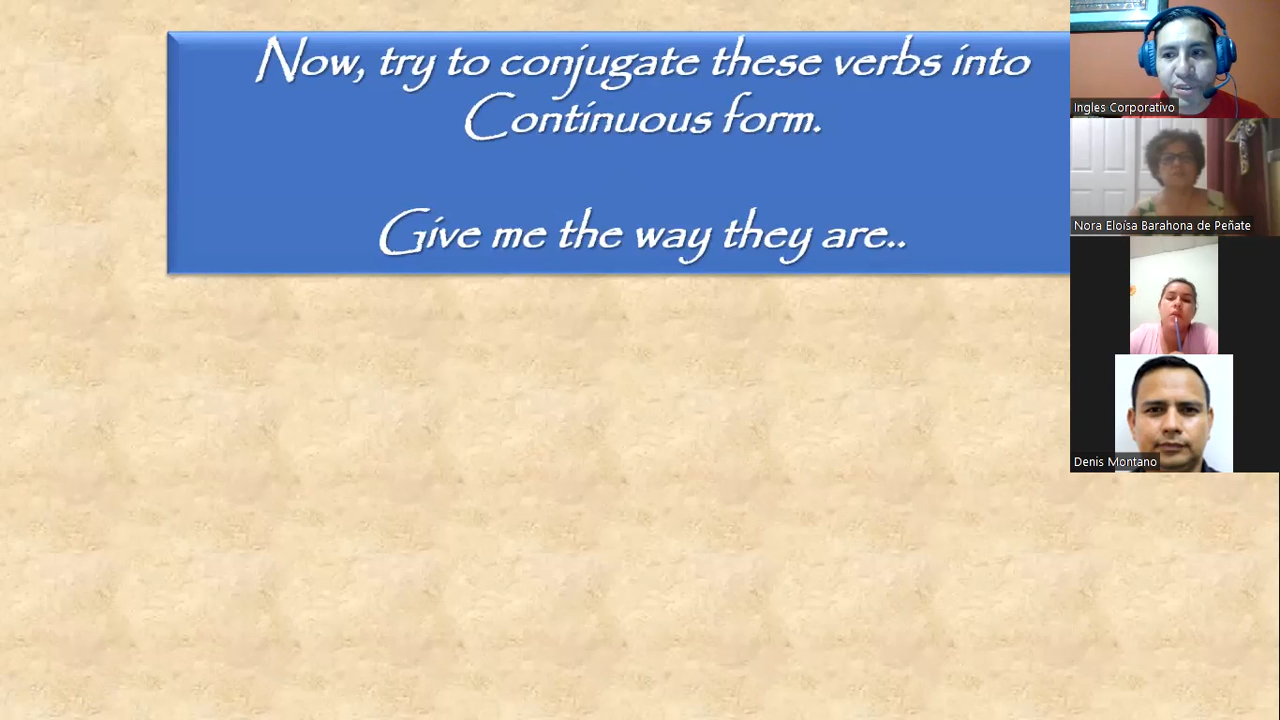 Now, try to conjugate these verbs into
Continuous form.
Give me the way they are..
Ingles Corporativo
Nora Eloísa Barahona de Peñate
Denis Montano